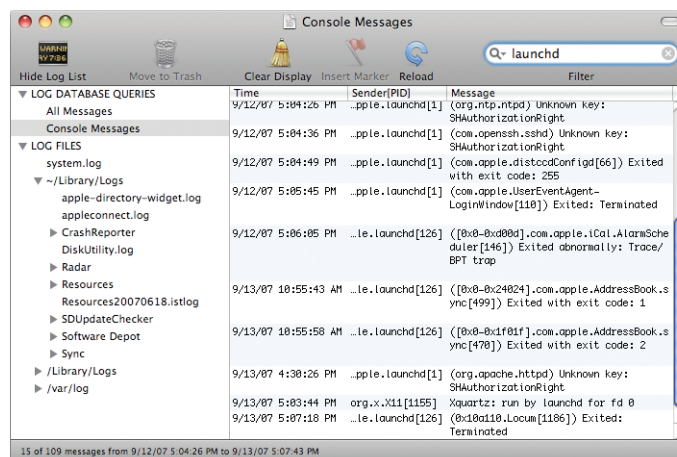 Console Messages
WARNIN
RY 7:36
Hide Log List
Move to Trash
Clear Display
Insert Marker
Reload
launchd
Filter
LOG DATABASE QUERIES
All Messages
Console Messages
LOG FILES
system.log
~/Library/Logs
apple-directory-widget.log
appleconnect.log
CrashReporter
DiskUtility.log
Radar
Resources
Resources20070618.istlog
SDUpdateChecker
Software Depot
Sync
/Library/Logs
/var/log
Time Sender[PID] Message
9/12/07 5:04:26 PM …pple.launchd[1] (org.ntp.ntpd) Unknown key:
SHAuthorizationRight
9/12/07 5:04:36 PM …pple.launchd[1] (com.openssh.sshd) Unknown key:
SHAuthorizationRight
9/12/07 5:04:49 PM …pple.launchd[1] (com.apple.distccdConfigd[66]) Exited
with exit code: 255
9/12/07 5:05:45 PM …pple.launchd[1] (com.apple.UserEventAgent-
LoginWindow[110]) Exited: Terminated
9/12/07 5:06:05 PM …le.launchd[126] ([0x0-0xd00d].com.apple.iCal.AlarmSche
duler[146]) Exited abnormally: Trace/
BPT trap
9/13/07 10:55:43 AM …le.launchd[126] ([0x0-0x24024].com.apple.AddressBook.s
ync[499]) Exited with exit code: 1
9/13/07 10:55:58 AM …le.launchd[126] ([0x0-0x1f01f].com.apple.AddressBook.s
ync[470]) Exited with exit code: 2
9/13/07 4:30:26 PM …pple.launchd[1] (org.apache.httpd) Unknown key:
SHAuthorizationRight
9/13/07 5:03:44 PM org.x.X11[1155] Xquartz: run by launchd for fd 0
9/13/07 5:07:18 PM …le.launchd[126] (0x10a110.Locum[1186]) Exited:
Terminated
15 of 109 messages from 9/12/07 5:04:26 PM to 9/13/07 5:07:43 PM